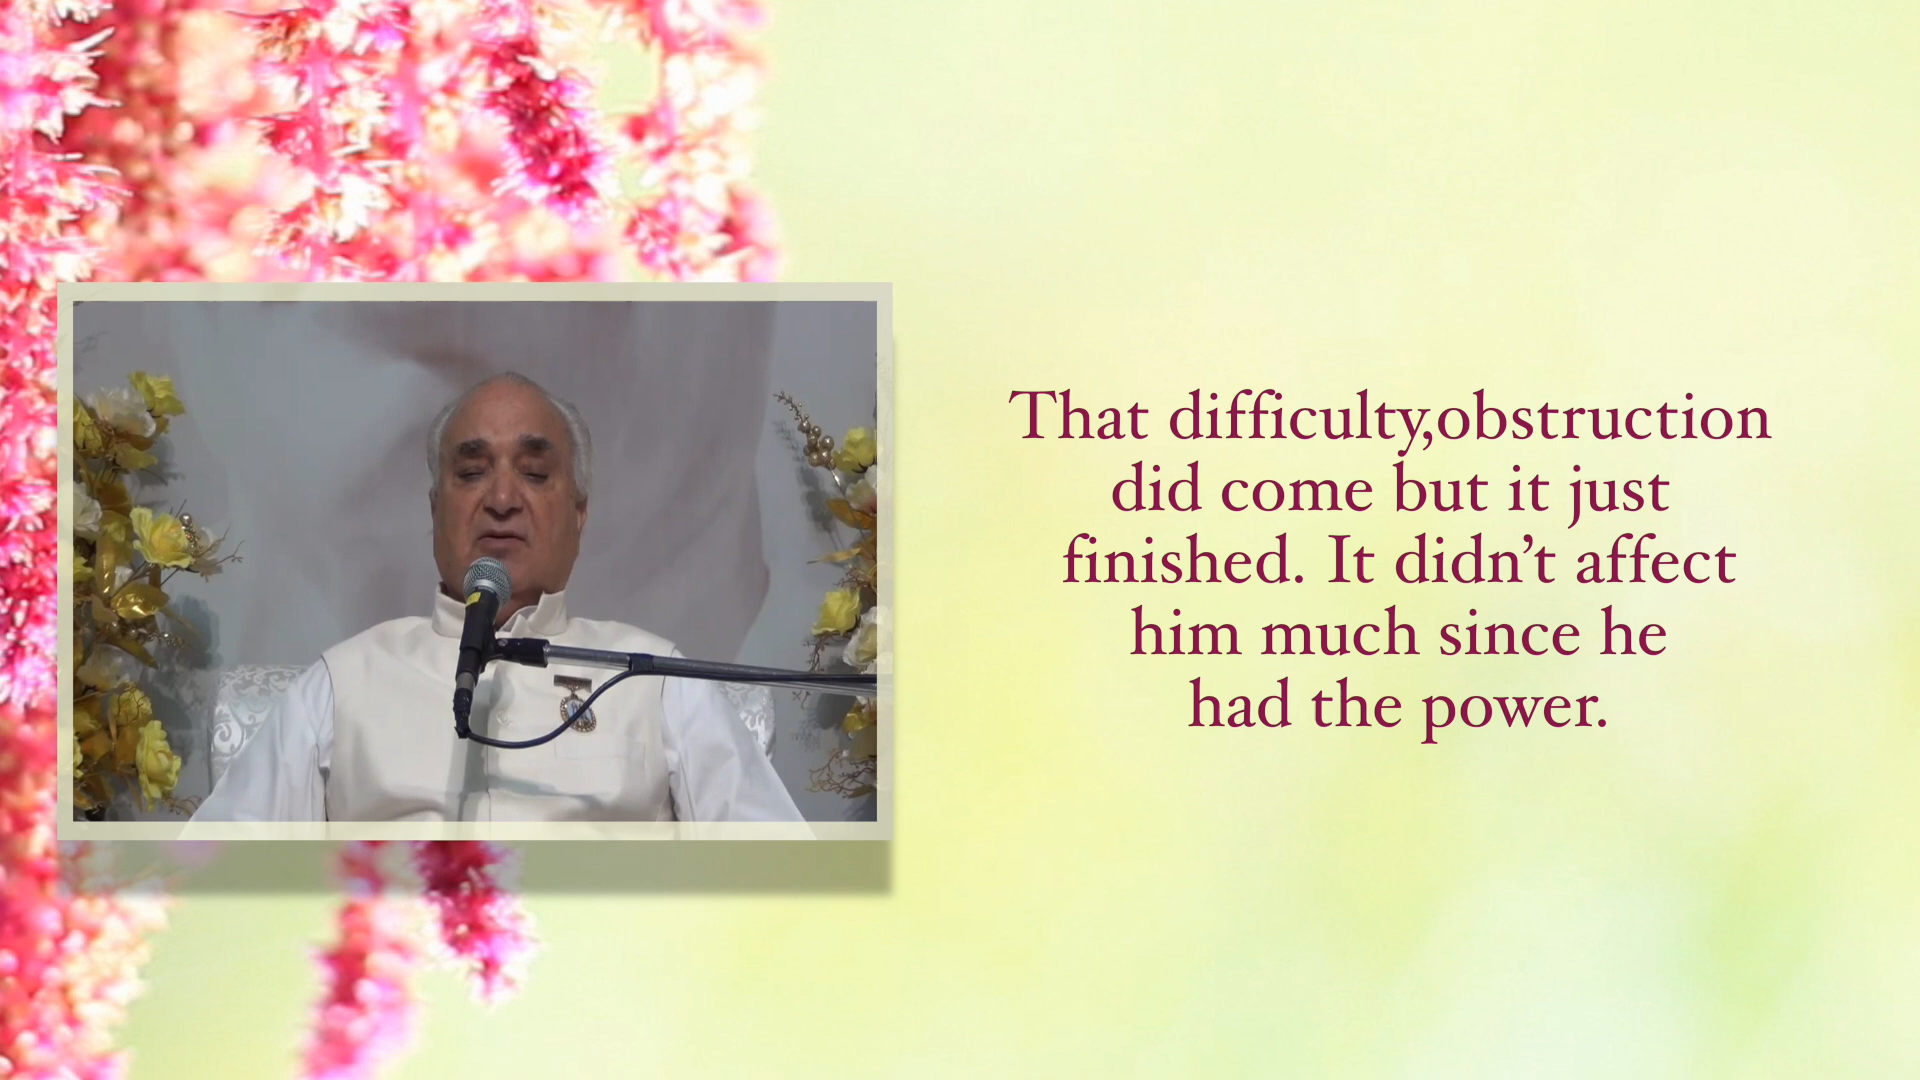 That difficulty,obstruction
did come but it just
finished. It didn’t affect
him much since he
had the power.